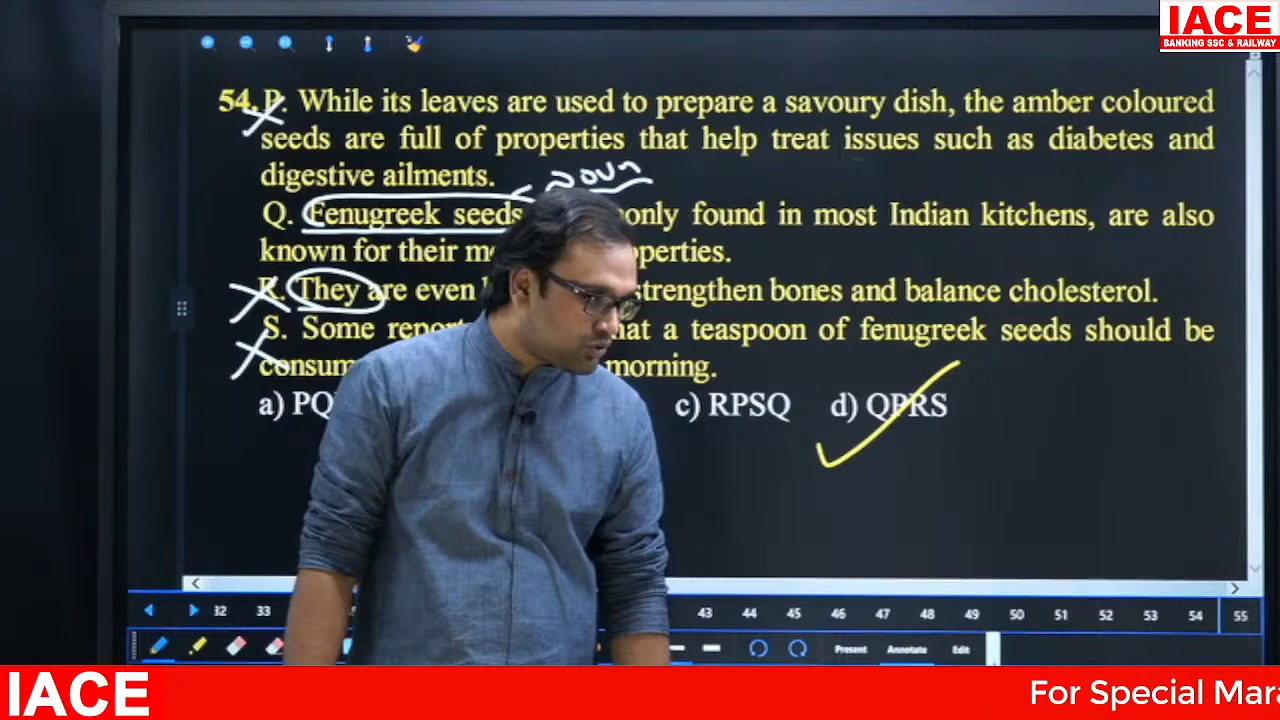 IACE
BANKING SSC & RAILWAY
54. P. While its leaves are used to prepare a savoury dish, the amber coloured
seeds are full of properties that help treat issues such as diabetes and
digestive ailments.
noun
Q. Fenugreek seeds only found in most Indian kitchens, are also
known for their
R. They are even strengthen bones and balance cholesterol.
S. Some a teaspoon of fenugreek seeds should be
morning.
a) c) RPSQ d) QPRS
32 33 43 44 45 46 47 48 49 50 51 52 53 54 55
Present Annotate Edit
IACE For Special